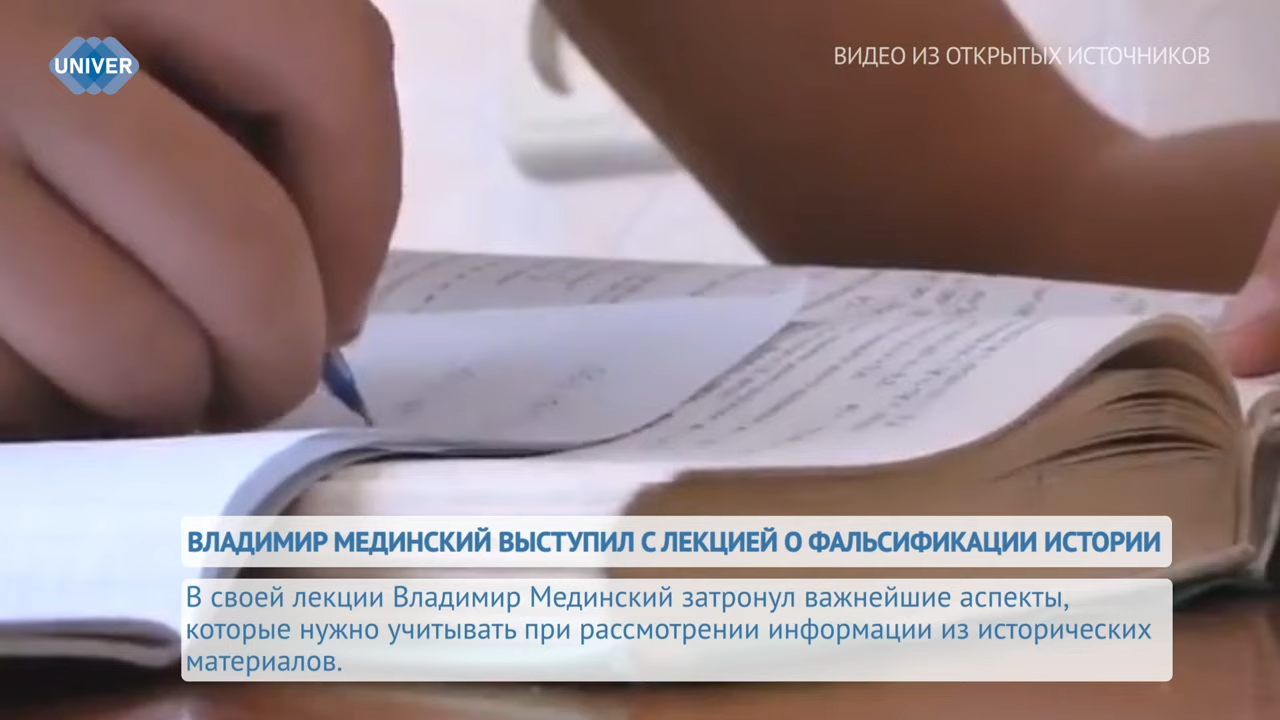 UNIVER
ВИДЕО ИЗ ОТКРЫТЫХ ИСТОЧНИКОВ
ВЛАДИМИР МЕДИНСКИЙ ВЫСТУПИЛ С ЛЕКЦИЕЙ О ФАЛЬСИФИКАЦИИ ИСТОРИИ
В своей лекции Владимир Мединский затронул важнейшие аспекты,
которые нужно учитывать при рассмотрении информации из исторических
материалов.